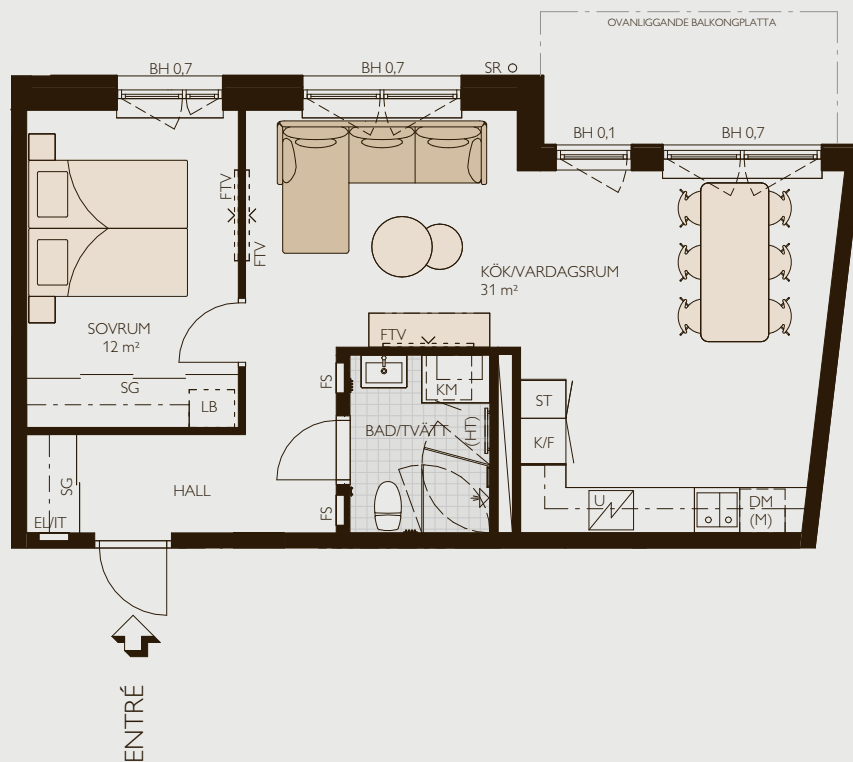 OVANLIGGANDE BALKONGPLATTA
BH 0,7
BH 0,7
SR
BH 0,1
BH 0,7
FTV
FTV
KÖK/VARDAGSRUM
31 m²
SOVRUM
12 m²
FTV
SG
LB
FS
KM
ST
BAD/TVÄTT
(HT)
K/F
SG
HALL
EL/IT
FS
U
DM
(M)
ENTRÉ